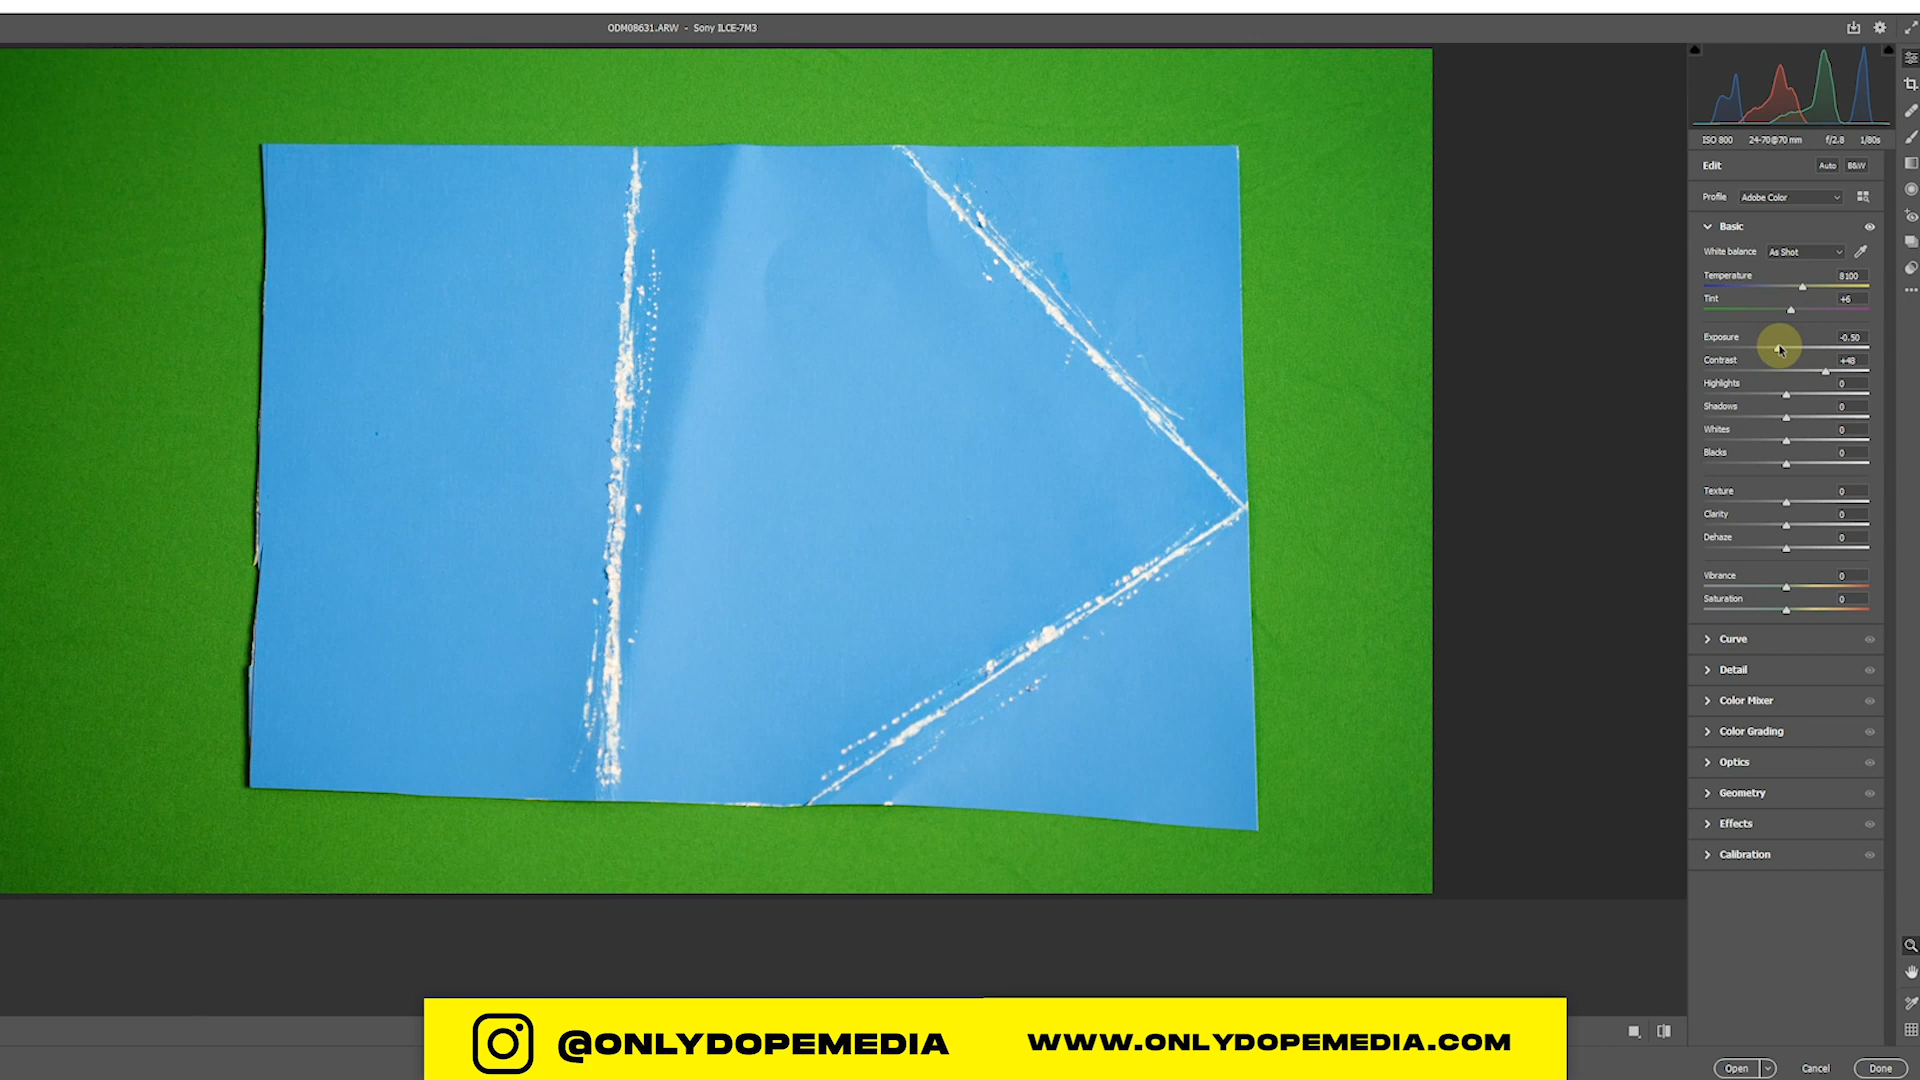 ODM08631.ARW - Sony ILCE-7M3
ISO 800 24-70@70 mm f/2.8 1/80s
Edit Auto B&W
Profile Adobe Color
Basic
White balance As Shot
Temperature 8100
Tint +6
Exposure -0.50
Contrast +48
Highlights 0
Shadows 0
Whites 0
Blacks 0
Texture 0
Clarity 0
Dehaze 0
Vibrance 0
Saturation 0
Curve
Detail
Color Mixer
Color Grading
Optics
Geometry
Effects
Calibration
@ONLYDOPEMEDIA WWW.ONLYDOPEMEDIA.COM
Open Cancel Done